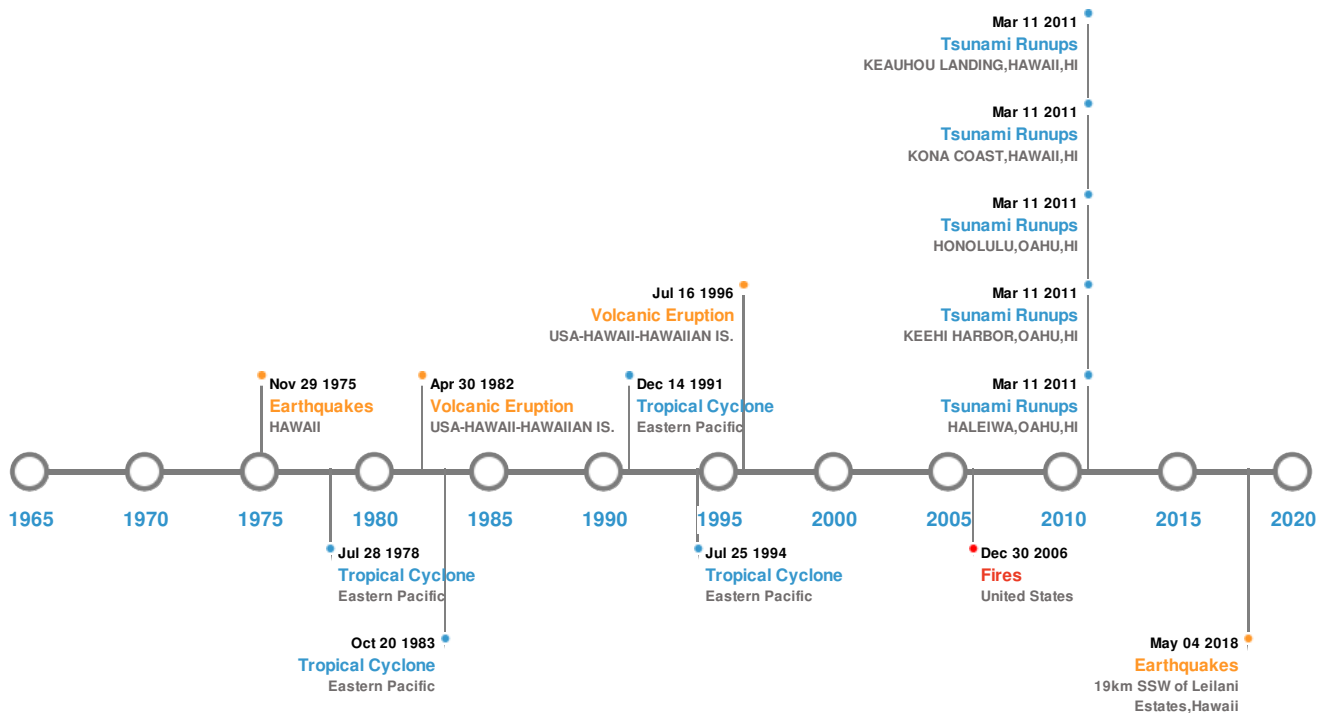 Mar 11 2011
Tsunami Runups
KEAUHOU LANDING,HAWAII,HI
Mar 11 2011
Tsunami Runups
KONA COAST,HAWAII,HI
Mar 11 2011
Tsunami Runups
HONOLULU,OAHU,HI
Jul 16 1996
Volcanic Eruption
USA-HAWAII-HAWAIIAN IS.
Mar 11 2011
Tsunami Runups
KEEHI HARBOR,OAHU,HI
Nov 29 1975
Earthquakes
HAWAII
Apr 30 1982
Volcanic Eruption
USA-HAWAII-HAWAIIAN IS.
Dec 14 1991
Tropical Cyclone
Eastern Pacific
Mar 11 2011
Tsunami Runups
HALEIWA,OAHU,HI
1965 1970 1975 1980 1985 1990 1995 2000 2005 2010 2015 2020
Jul 28 1978
Tropical Cyclone
Eastern Pacific
Jul 25 1994
Tropical Cyclone
Eastern Pacific
Dec 30 2006
Fires
United States
Oct 20 1983
Tropical Cyclone
Eastern Pacific
May 04 2018
Earthquakes
19km SSW of Leilani
Estates,Hawaii